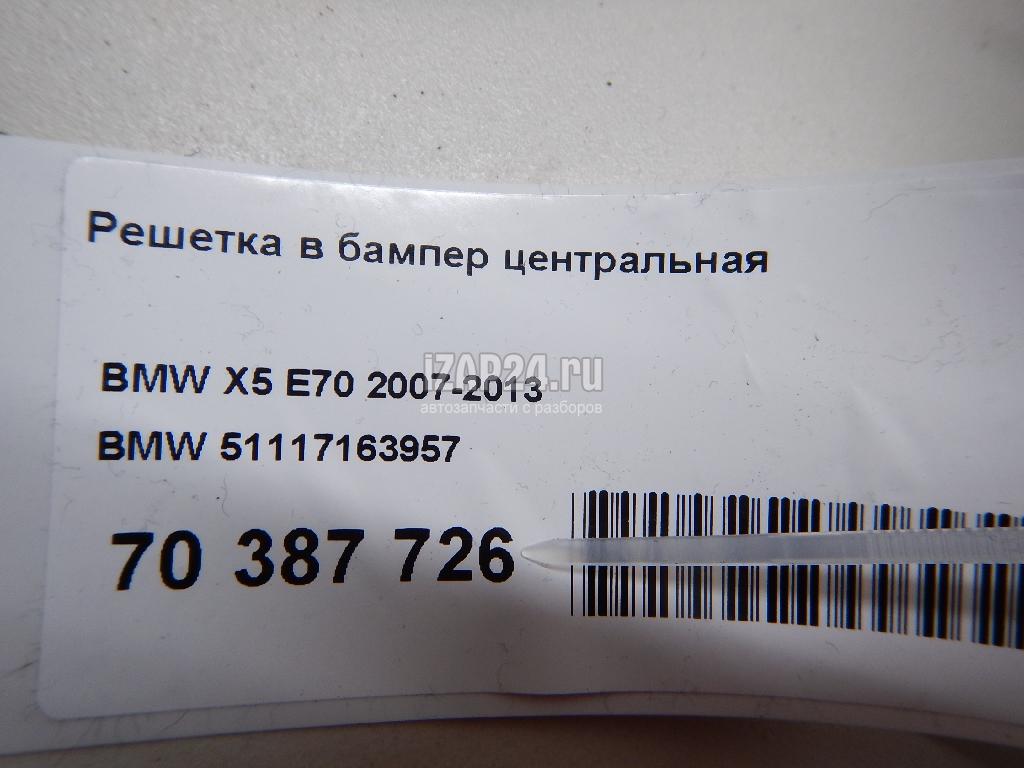 Решетка в бампер центральная
iZAP24.ru
BMW X5 E70 2007-2013
автозапчасти с разборов
BMW 51117163957
70 387 726